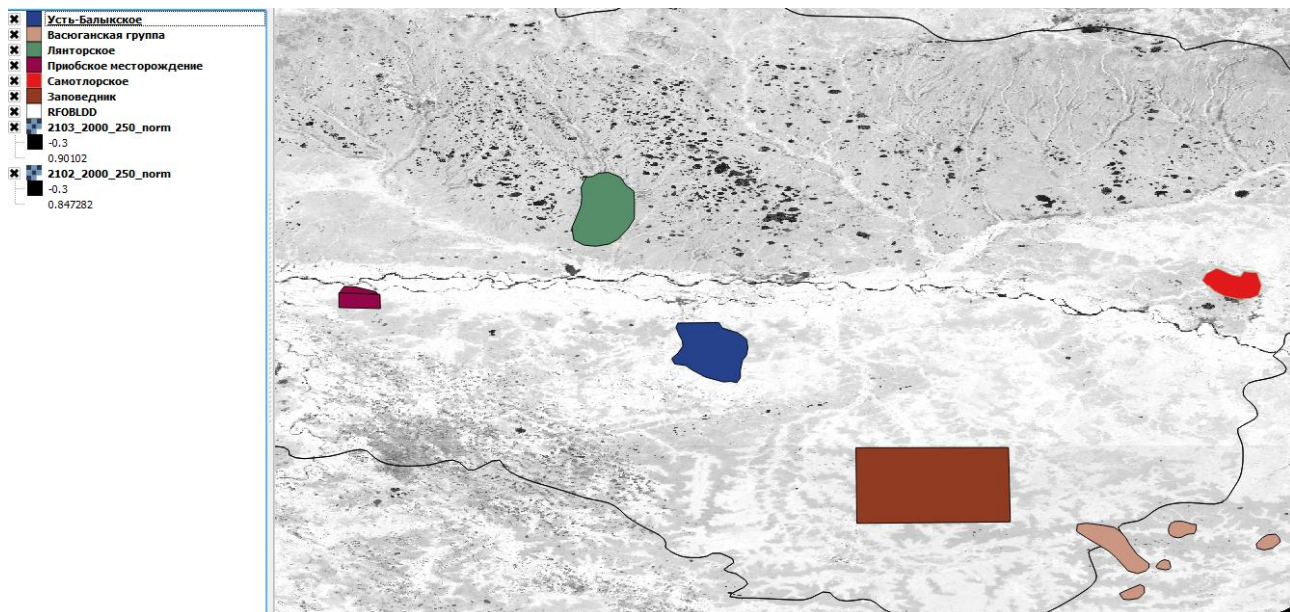 Усть-Балыкское
Васюганская группа
Лянторское
Приобское месторождение
Самотлорское
Заповедник
RFOBLDD
2103_2000_250_norm
-0.3
0.90102
2102_2000_250_norm
-0.3
0.847282